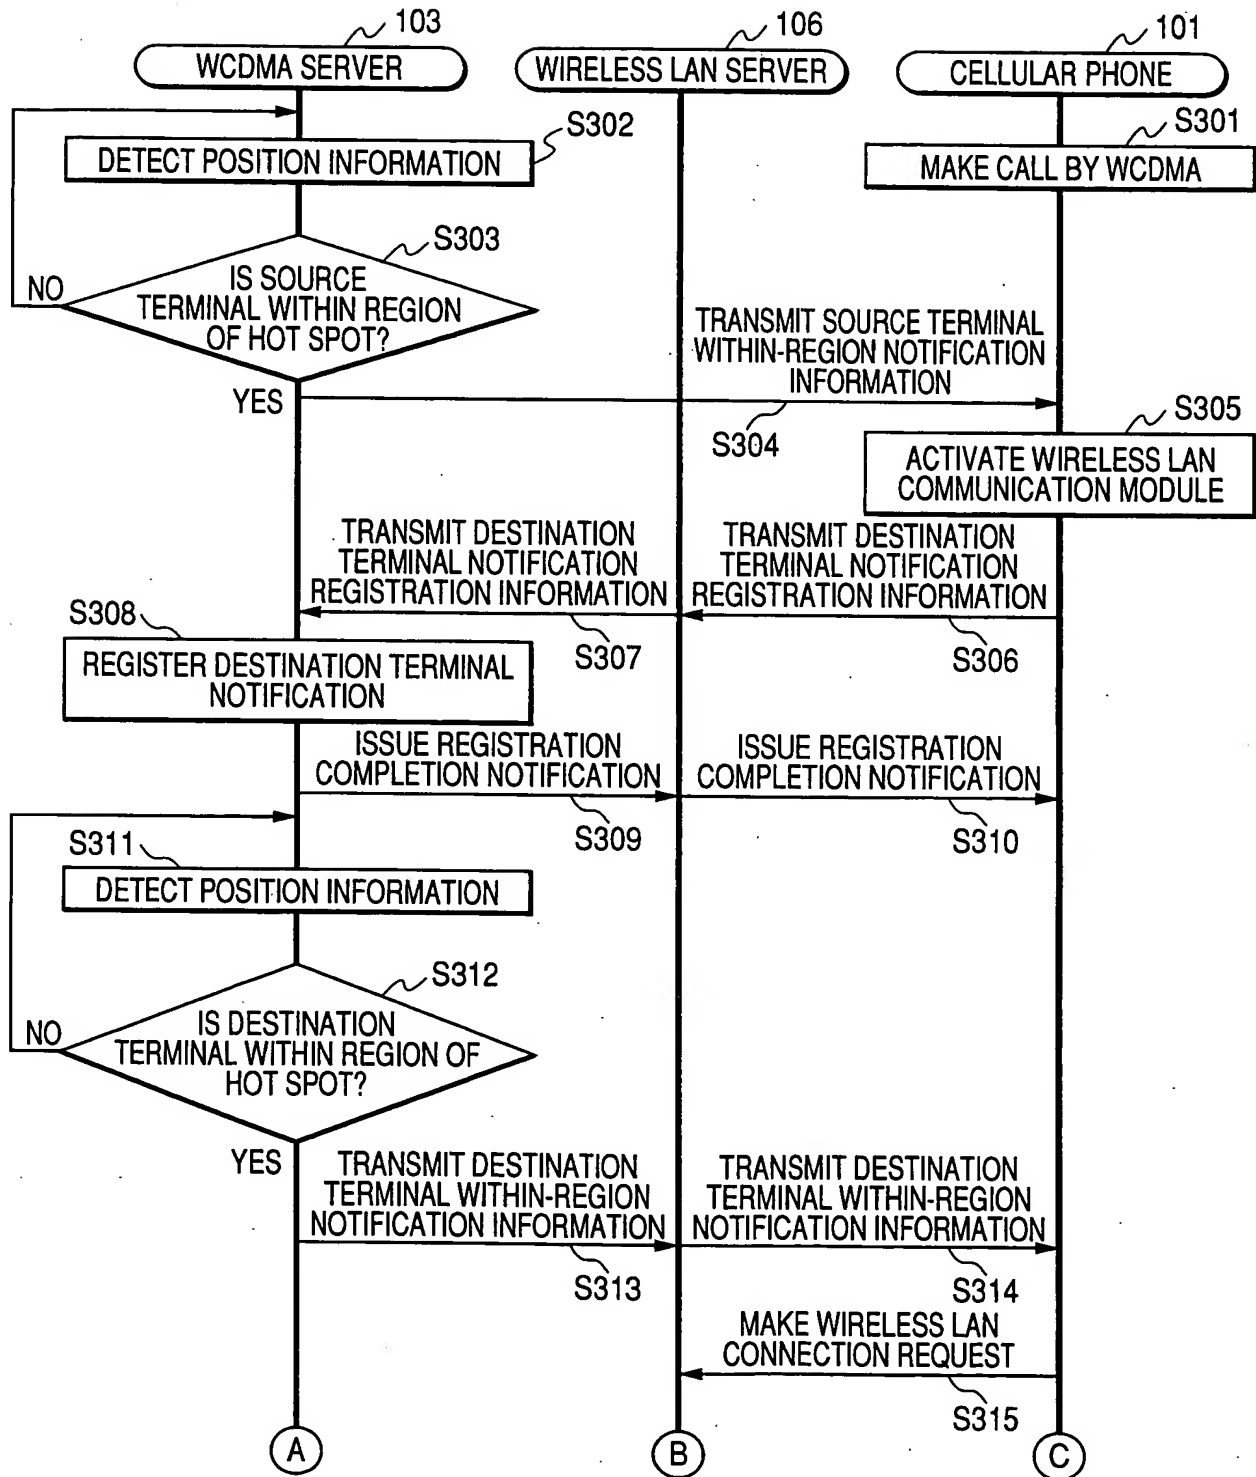 103
106
101
WCDMA SERVER
WIRELESS LAN SERVER
CELLULAR PHONE
S302
S301
DETECT POSITION INFORMATION
MAKE CALL BY WCDMA
S303
NO
IS SOURCE
TERMINAL WITHIN REGION
OF HOT SPOT?
YES
TRANSMIT SOURCE TERMINAL
WITHIN-REGION NOTIFICATION
INFORMATION
S304
S305
ACTIVATE WIRELESS LAN
COMMUNICATION MODULE
TRANSMIT DESTINATION
TERMINAL NOTIFICATION
REGISTRATION INFORMATION
S307
TRANSMIT DESTINATION
TERMINAL NOTIFICATION
REGISTRATION INFORMATION
S306
S308
REGISTER DESTINATION TERMINAL
NOTIFICATION
ISSUE REGISTRATION
COMPLETION NOTIFICATION
S309
ISSUE REGISTRATION
COMPLETION NOTIFICATION
S310
S311
DETECT POSITION INFORMATION
S312
NO
IS DESTINATION
TERMINAL WITHIN REGION OF
HOT SPOT?
YES
TRANSMIT DESTINATION
TERMINAL WITHIN-REGION
NOTIFICATION INFORMATION
S313
TRANSMIT DESTINATION
TERMINAL WITHIN-REGION
NOTIFICATION INFORMATION
S314
MAKE WIRELESS LAN
CONNECTION REQUEST
S315
A
B
C